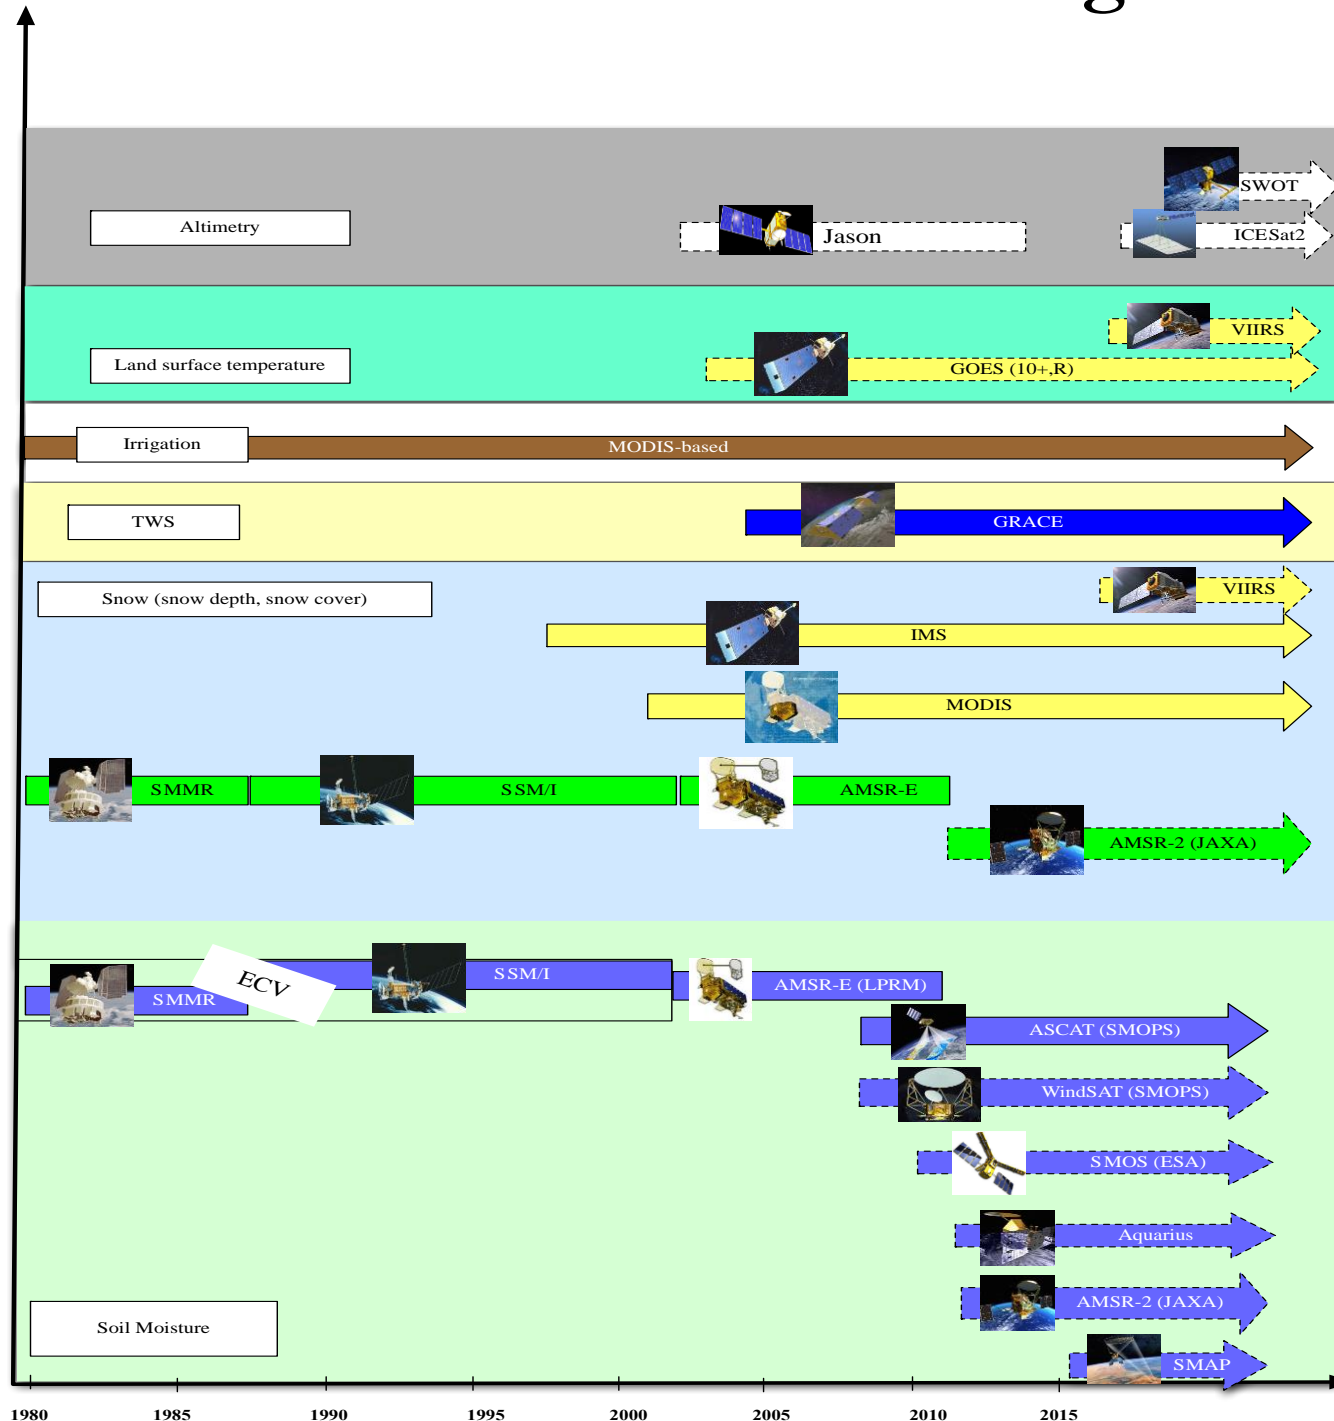 g
SWOT
Altimetry
Jason
ICESat2
VIIRS
Land surface temperature
GOES (10+,R)
Irrigation
MODIS-based
TWS
GRACE
Snow (snow depth, snow cover)
VIIRS
IMS
MODIS
SMMR
SSM/I
AMSR-E
AMSR-2 (JAXA)
ECV
SSM/I
SMMR
AMSR-E (LPRM)
ASCAT (SMOPS)
WindSAT (SMOPS)
SMOS (ESA)
Aquarius
AMSR-2 (JAXA)
Soil Moisture
SMAP
1980 1985 1990 1995 2000 2005 2010 2015